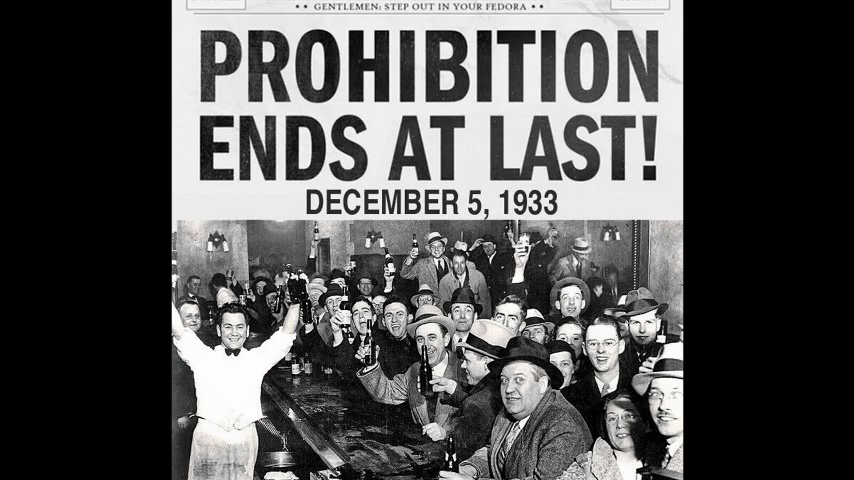 •• GENTLEMEN: STEP OUT IN YOUR FEDORA ••
PROHIBITION
ENDS AT LAST!
DECEMBER 5, 1933